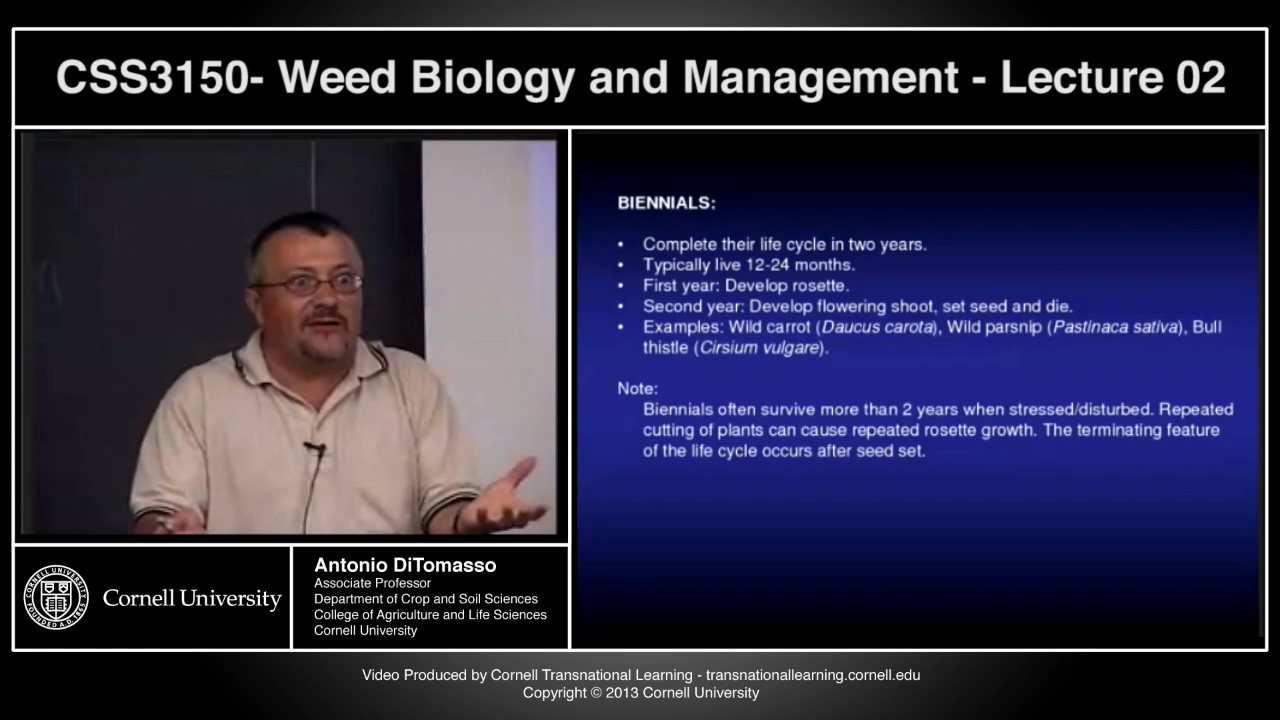 CSS3150- Weed Biology and Management - Lecture 02
BIENNIALS:
• Complete their life cycle in two years.
• Typically live 12-24 months.
• First year: Develop rosette.
• Second year: Develop flowering shoot, set seed and die.
• Examples: Wild carrot (Daucus carota), Wild parsnip (Pastinaca sativa), Bull
thistle (Cirsium vulgare).
Note:
Biennials often survive more than 2 years when stressed/disturbed. Repeated
cutting of plants can cause repeated rosette growth. The terminating feature
of the life cycle occurs after seed set.
Cornell University
Antonio DiTomasso
Associate Professor
Department of Crop and Soil Sciences
College of Agriculture and Life Sciences
Cornell University
Video Produced by Cornell Transnational Learning - transnationallearning.cornell.edu
Copyright © 2013 Cornell University